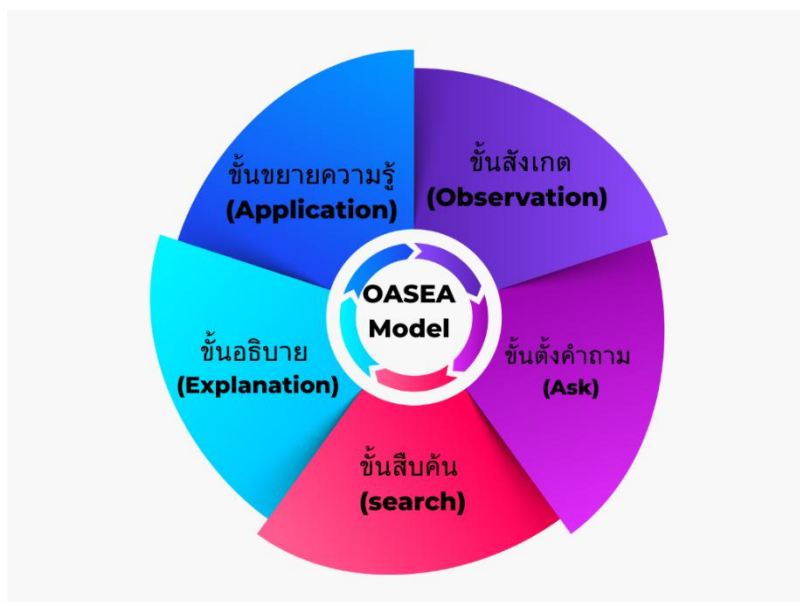 OASEA
Model
ขั้นสังเกต
(Observation)
ขั้นตั้งคำถาม
(Ask)
ขั้นสืบค้น
(search)
ขั้นอธิบาย
(Explanation)
ขั้นขยายความรู้
(Application)